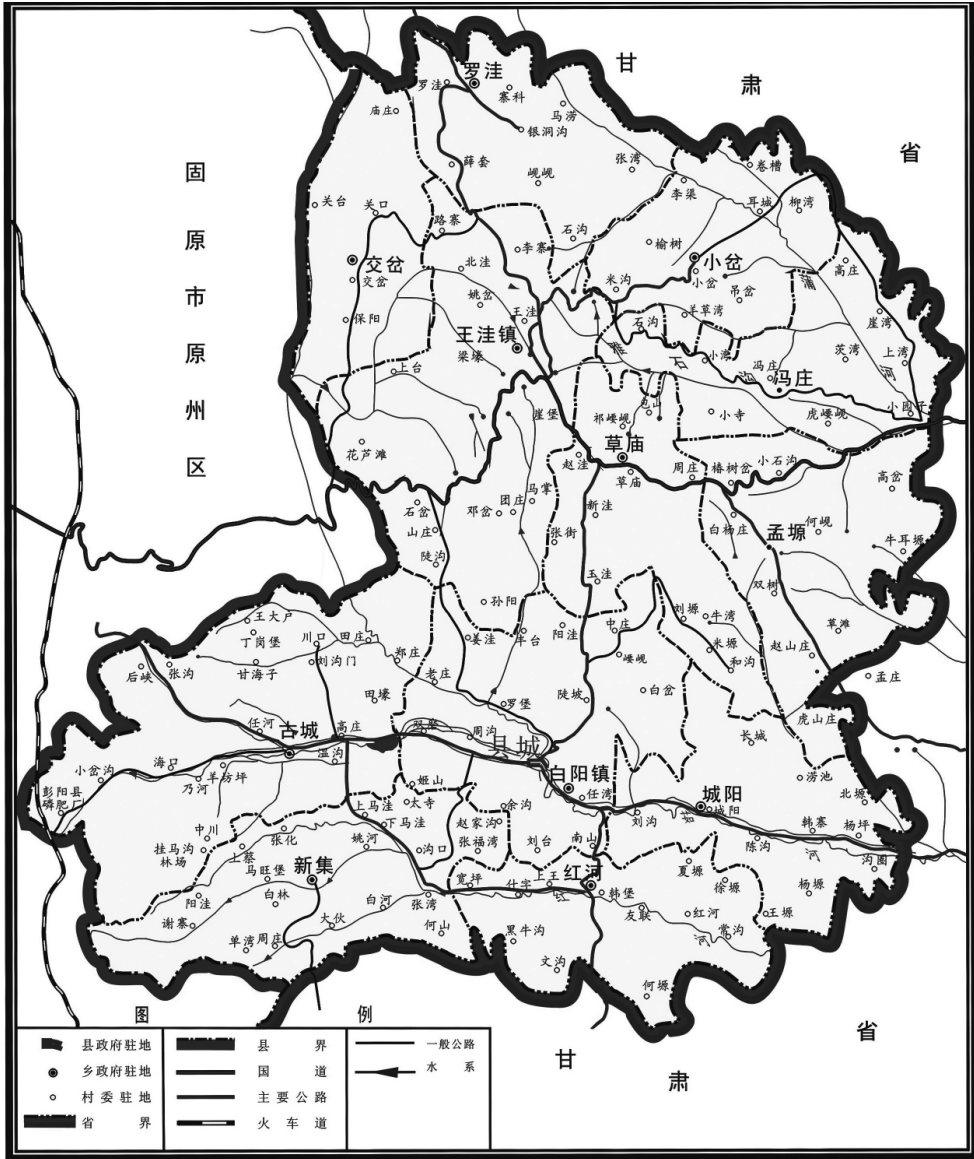 甘
肃
省
罗洼
罗洼
寨科
庙庄
马涝
银洞沟
卷槽
张湾
薛套
岘岘
李渠
固原市原州区
关台
关口
耳城
柳湾
路寨
石沟
李寨
榆树
交岔
北洼
小岔
高庄
交岔
米沟
小岔
吊岔
蒲
姚岔
羊草湾
保阳
王洼
石沟
崖湾
王洼镇
梁壕
石
小湾
茨湾
上湾
上台
冯庄
冯庄
河
小园子
崖堡
祁崾岘
小寺
虎崾岘
花芦滩
草庙
赵洼
草庙
周庄
椿树岔
小石沟
高岔
石岔
邓岔
团庄
马掌
新洼
白杨庄
何岘
山庄
张街
孟塬
牛耳塬
陡沟
玉洼
双树
孙阳
王大户
刘塬
牛湾
草滩
丁岗堡
川口
田庄
姜洼
丰台
阳洼
中庄
米塬
赵山庄
后峡
张沟
甘海子
刘沟门
郑庄
崾岘
和沟
孟庄
老庄
白岔
田壕
罗堡
陡坡
虎山庄
任河
古城
高庄
周沟
县城
长城
海口
温沟
小岔沟
羊坊坪
白阳镇
涝池
彭阳县
磷肥厂
乃河
姬山
任湾
城阳
城阳
北塬
太寺
余沟
刘沟
茹
韩寨
杨坪
上马洼
下马洼
赵家沟
中川
张化
南山
陈沟
河
挂马沟
林场
姚河
沟口
张福湾
刘台
沟圈
上蔡
马旺堡
新集
上王
红河
夏塬
宽坪
什字
韩堡
徐塬
杨塬
阳洼
白林
白河
张湾
友联
红河
王塬
谢寨
大伙
何山
黑牛沟
常沟
单湾
周庄
河
文沟
何塬
图
例
甘
肃
省
县政府驻地
县界
一般公路
乡政府驻地
国道
水系
村委驻地
主要公路
省界
火车道